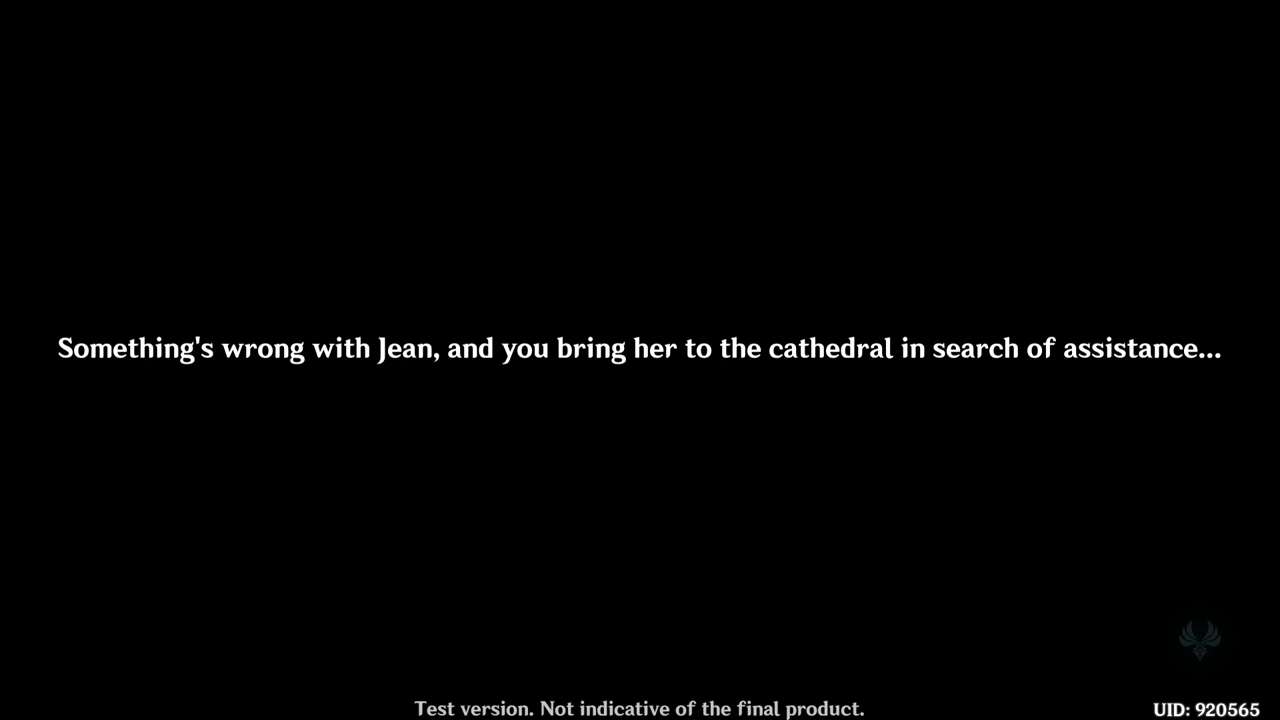 Something's wrong with Jean, and you bring her to the cathedral in search of assistance...
Test version. Not indicative of the final product.
UID: 920565